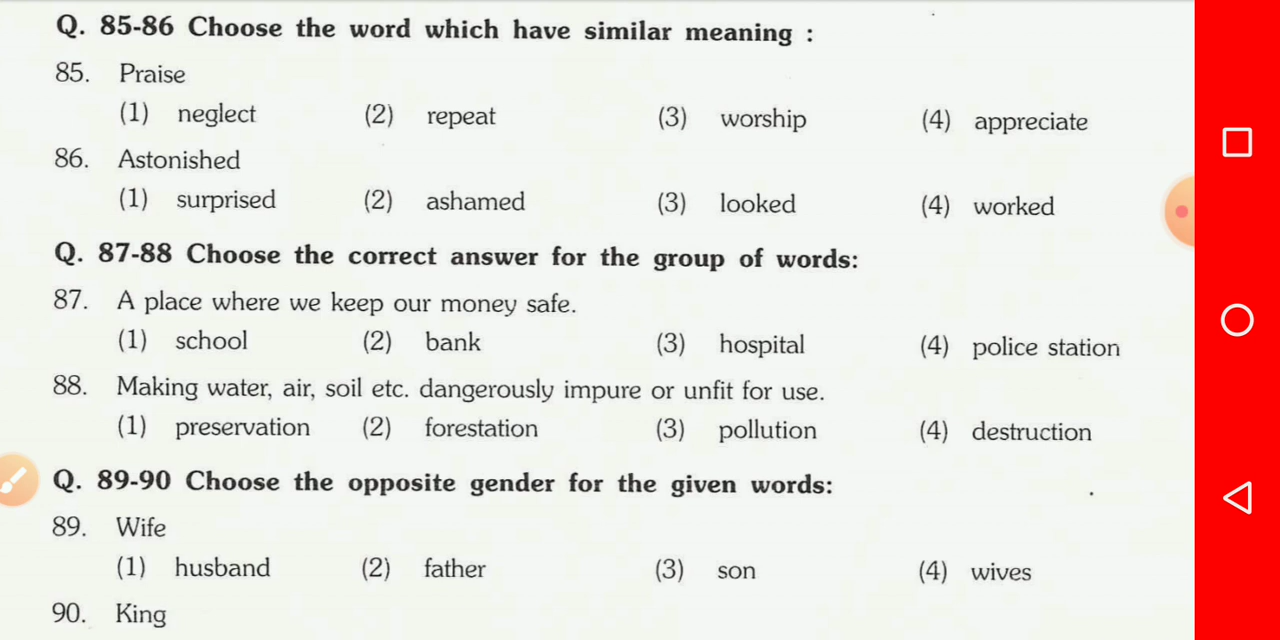 Q. 85-86 Choose the word which have similar meaning :
85. Praise
(1) neglect (2) repeat (3) worship (4) appreciate
86. Astonished
(1) surprised (2) ashamed (3) looked (4) worked
Q. 87-88 Choose the correct answer for the group of words:
87. A place where we keep our money safe.
(1) school (2) bank (3) hospital (4) police station
88. Making water, air, soil etc. dangerously impure or unfit for use.
(1) preservation (2) forestation (3) pollution (4) destruction
Q. 89-90 Choose the opposite gender for the given words:
89. Wife
(1) husband (2) father (3) son (4) wives
90. King